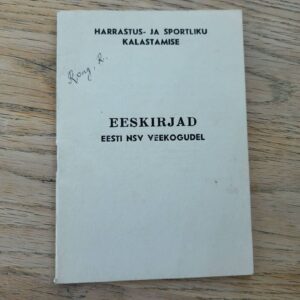 HARRASTUS- JA SPORTLIKU
KALASTAMISE
EESKIRJAD
EESTI NSV VEEKOGUDEL